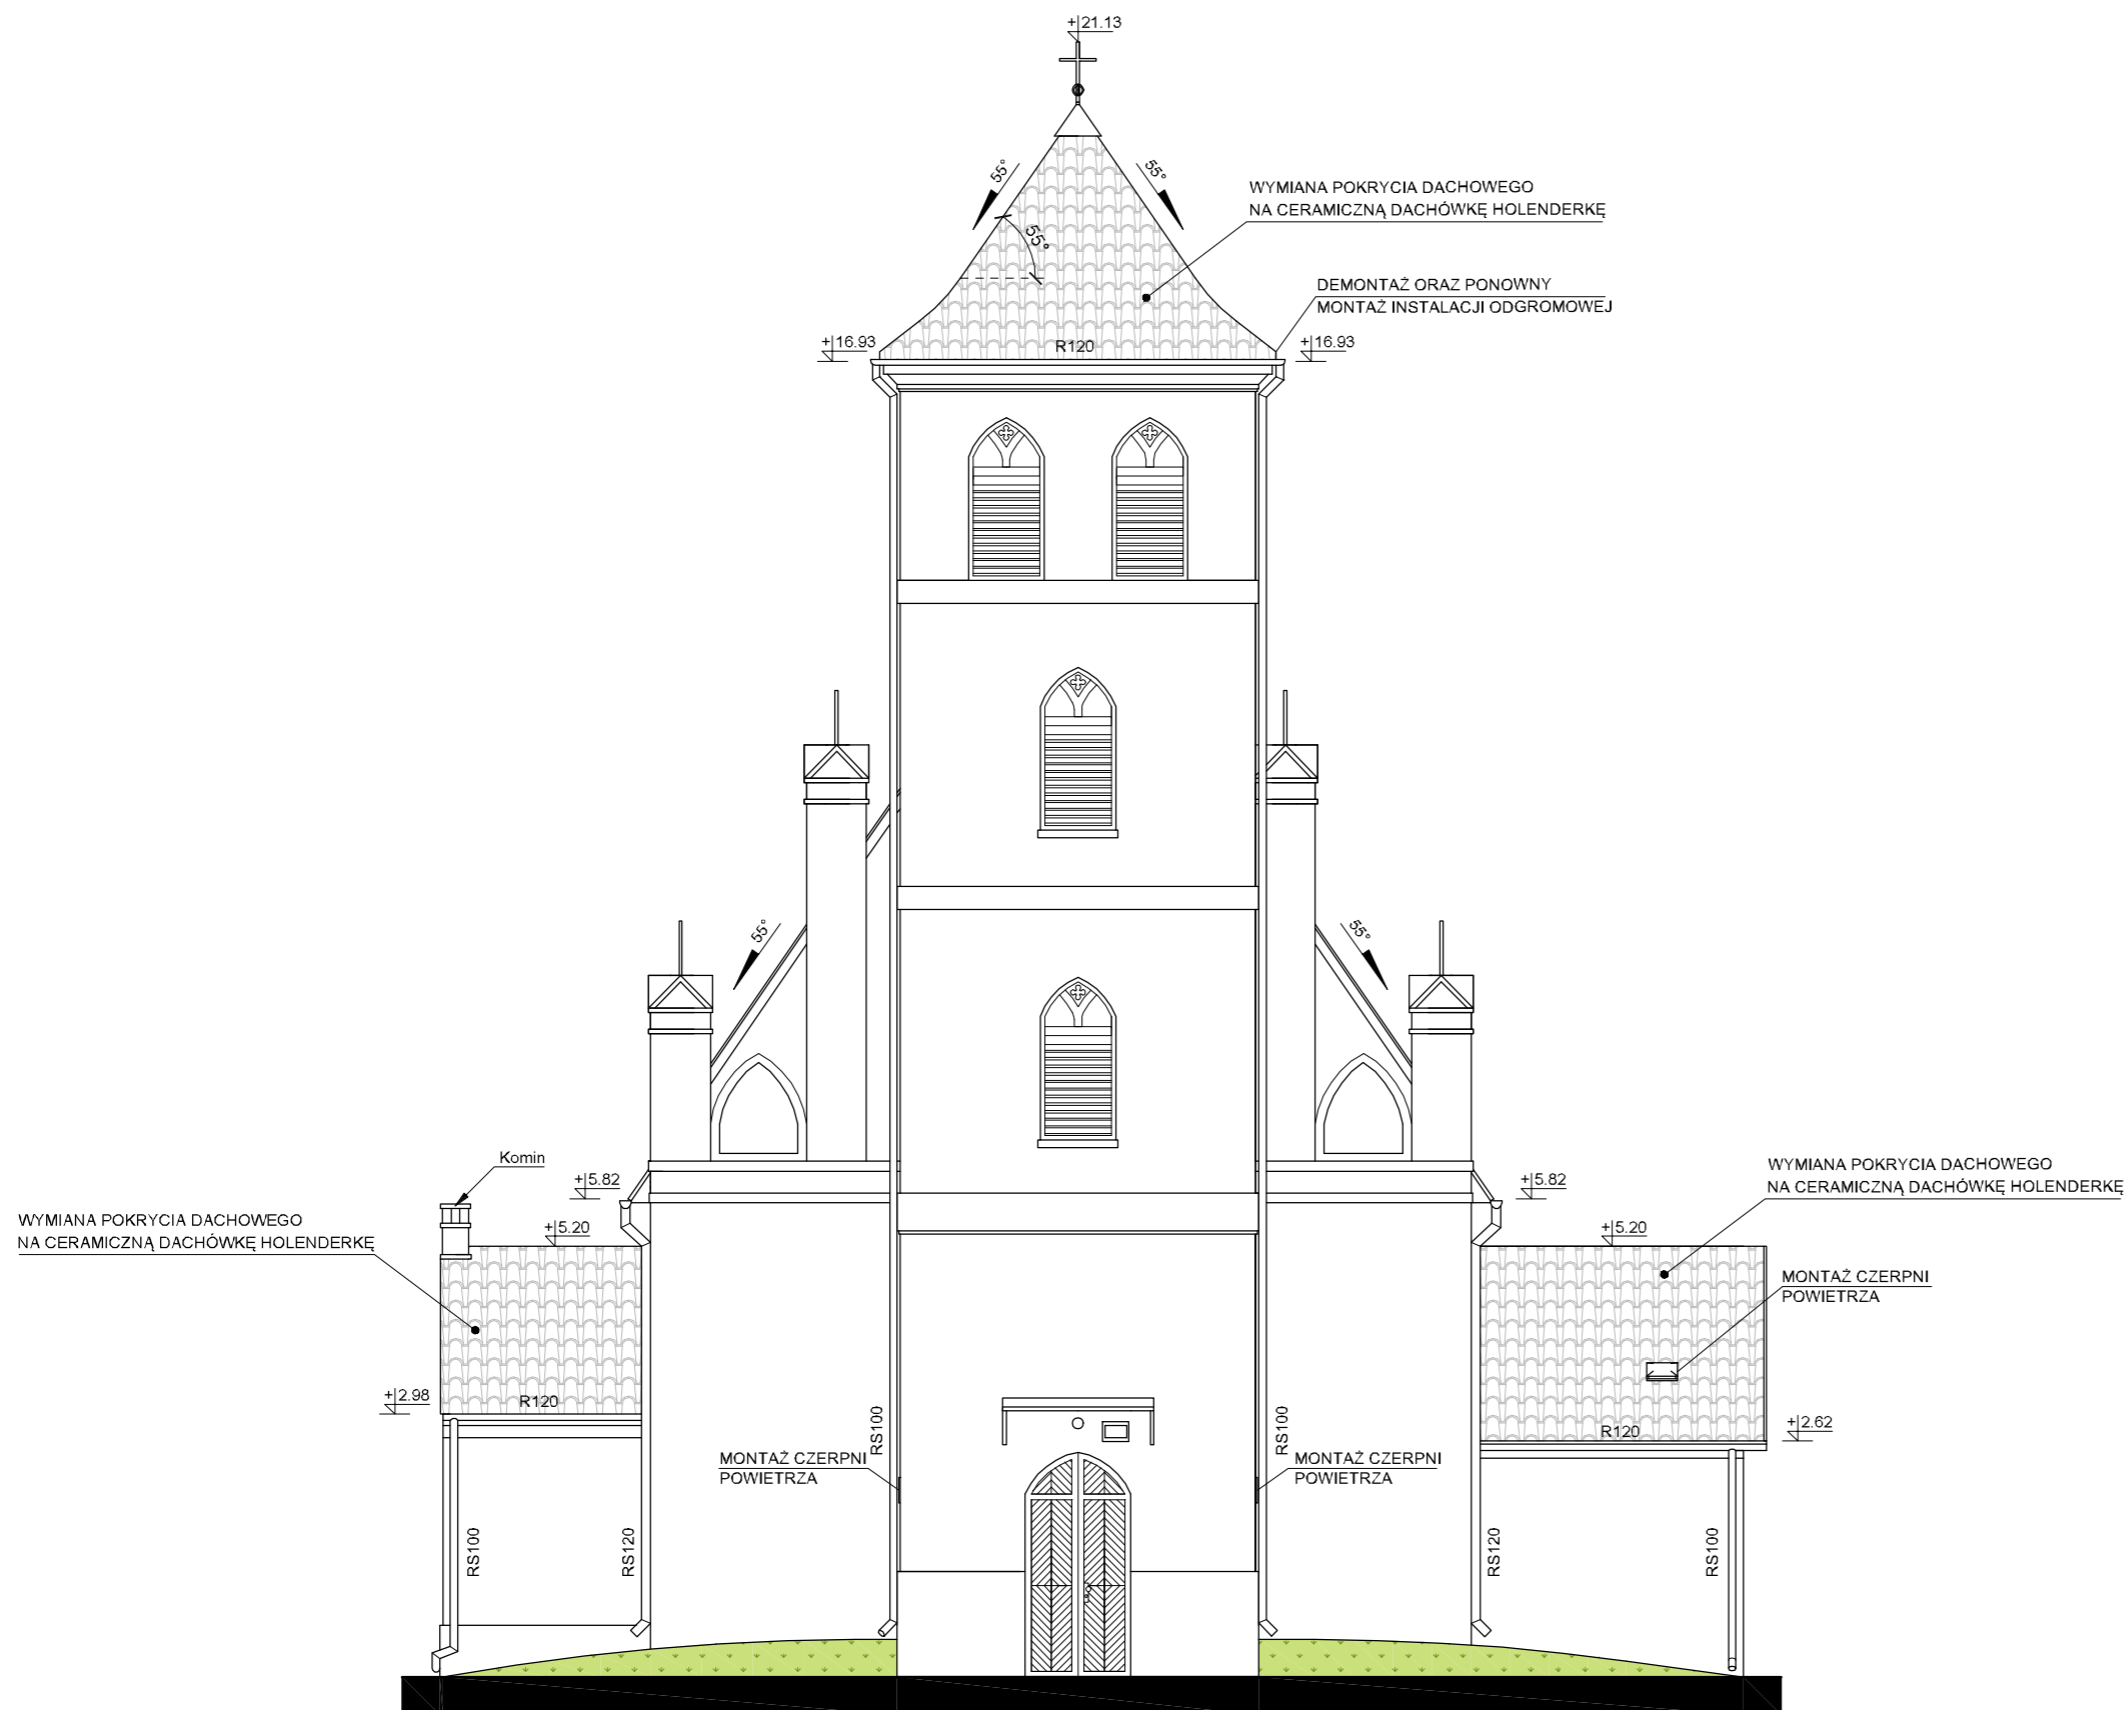 +21.13
55°
55°
55°
WYMIANA POKRYCIA DACHOWEGO
NA CERAMICZNĄ DACHÓWKĘ HOLENDERKĘ
DEMONTAŻ ORAZ PONOWNY
MONTAŻ INSTALACJI ODGROMOWEJ
+16.93
R120
+16.93
55°
55°
Komin
+5.82
+5.82
WYMIANA POKRYCIA DACHOWEGO
NA CERAMICZNĄ DACHÓWKĘ HOLENDERKĘ
WYMIANA POKRYCIA DACHOWEGO
NA CERAMICZNĄ DACHÓWKĘ HOLENDERKĘ
+5.20
+5.20
MONTAŻ CZERPNI
POWIETRZA
+2.98
R120
R120
+2.62
RS100
RS100
MONTAŻ CZERPNI
POWIETRZA
MONTAŻ CZERPNI
POWIETRZA
RS100
RS120
RS120
RS100